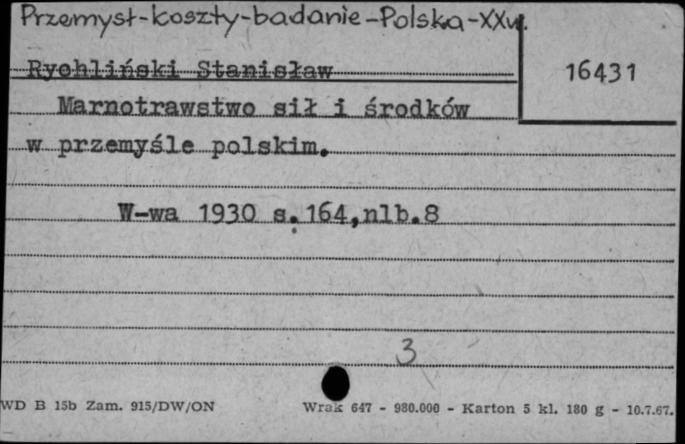 Przemysł-koszty-badanie-Polska-XXw.
16431
Rychliński Stanisław
Marnotrawstwo sił i środków
w przemyśle polskim.
W-wa 1930 s.164,nlb.8
3
WD B 15b Zam. 915/DW/ON
Wrak 647 - 980.000 - Karton 5 kl. 180 g - 10.7.67.